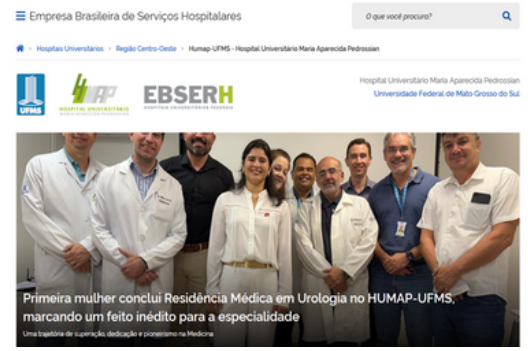 Empresa Brasileira de Serviços Hospitalares
O que você procura?
Hospitais Universitários > Região Centro-Oeste > Humap-UFMS - Hospital Universitário Maria Aparecida Pedrossian
UFMS
HOSPITAL UNIVERSITÁRIO
MARIA APARECIDA PEDROSSIAN
EBSERH
HOSPITAIS UNIVERSITÁRIOS FEDERAIS
Hospital Universitário Maria Aparecida Pedrossian
Universidade Federal de Mato Grosso do Sul
Primeira mulher conclui Residência Médica em Urologia no HUMAP-UFMS,
marcando um feito inédito para a especialidade
Uma trajetória de superação, dedicação e pioneirismo na Medicina